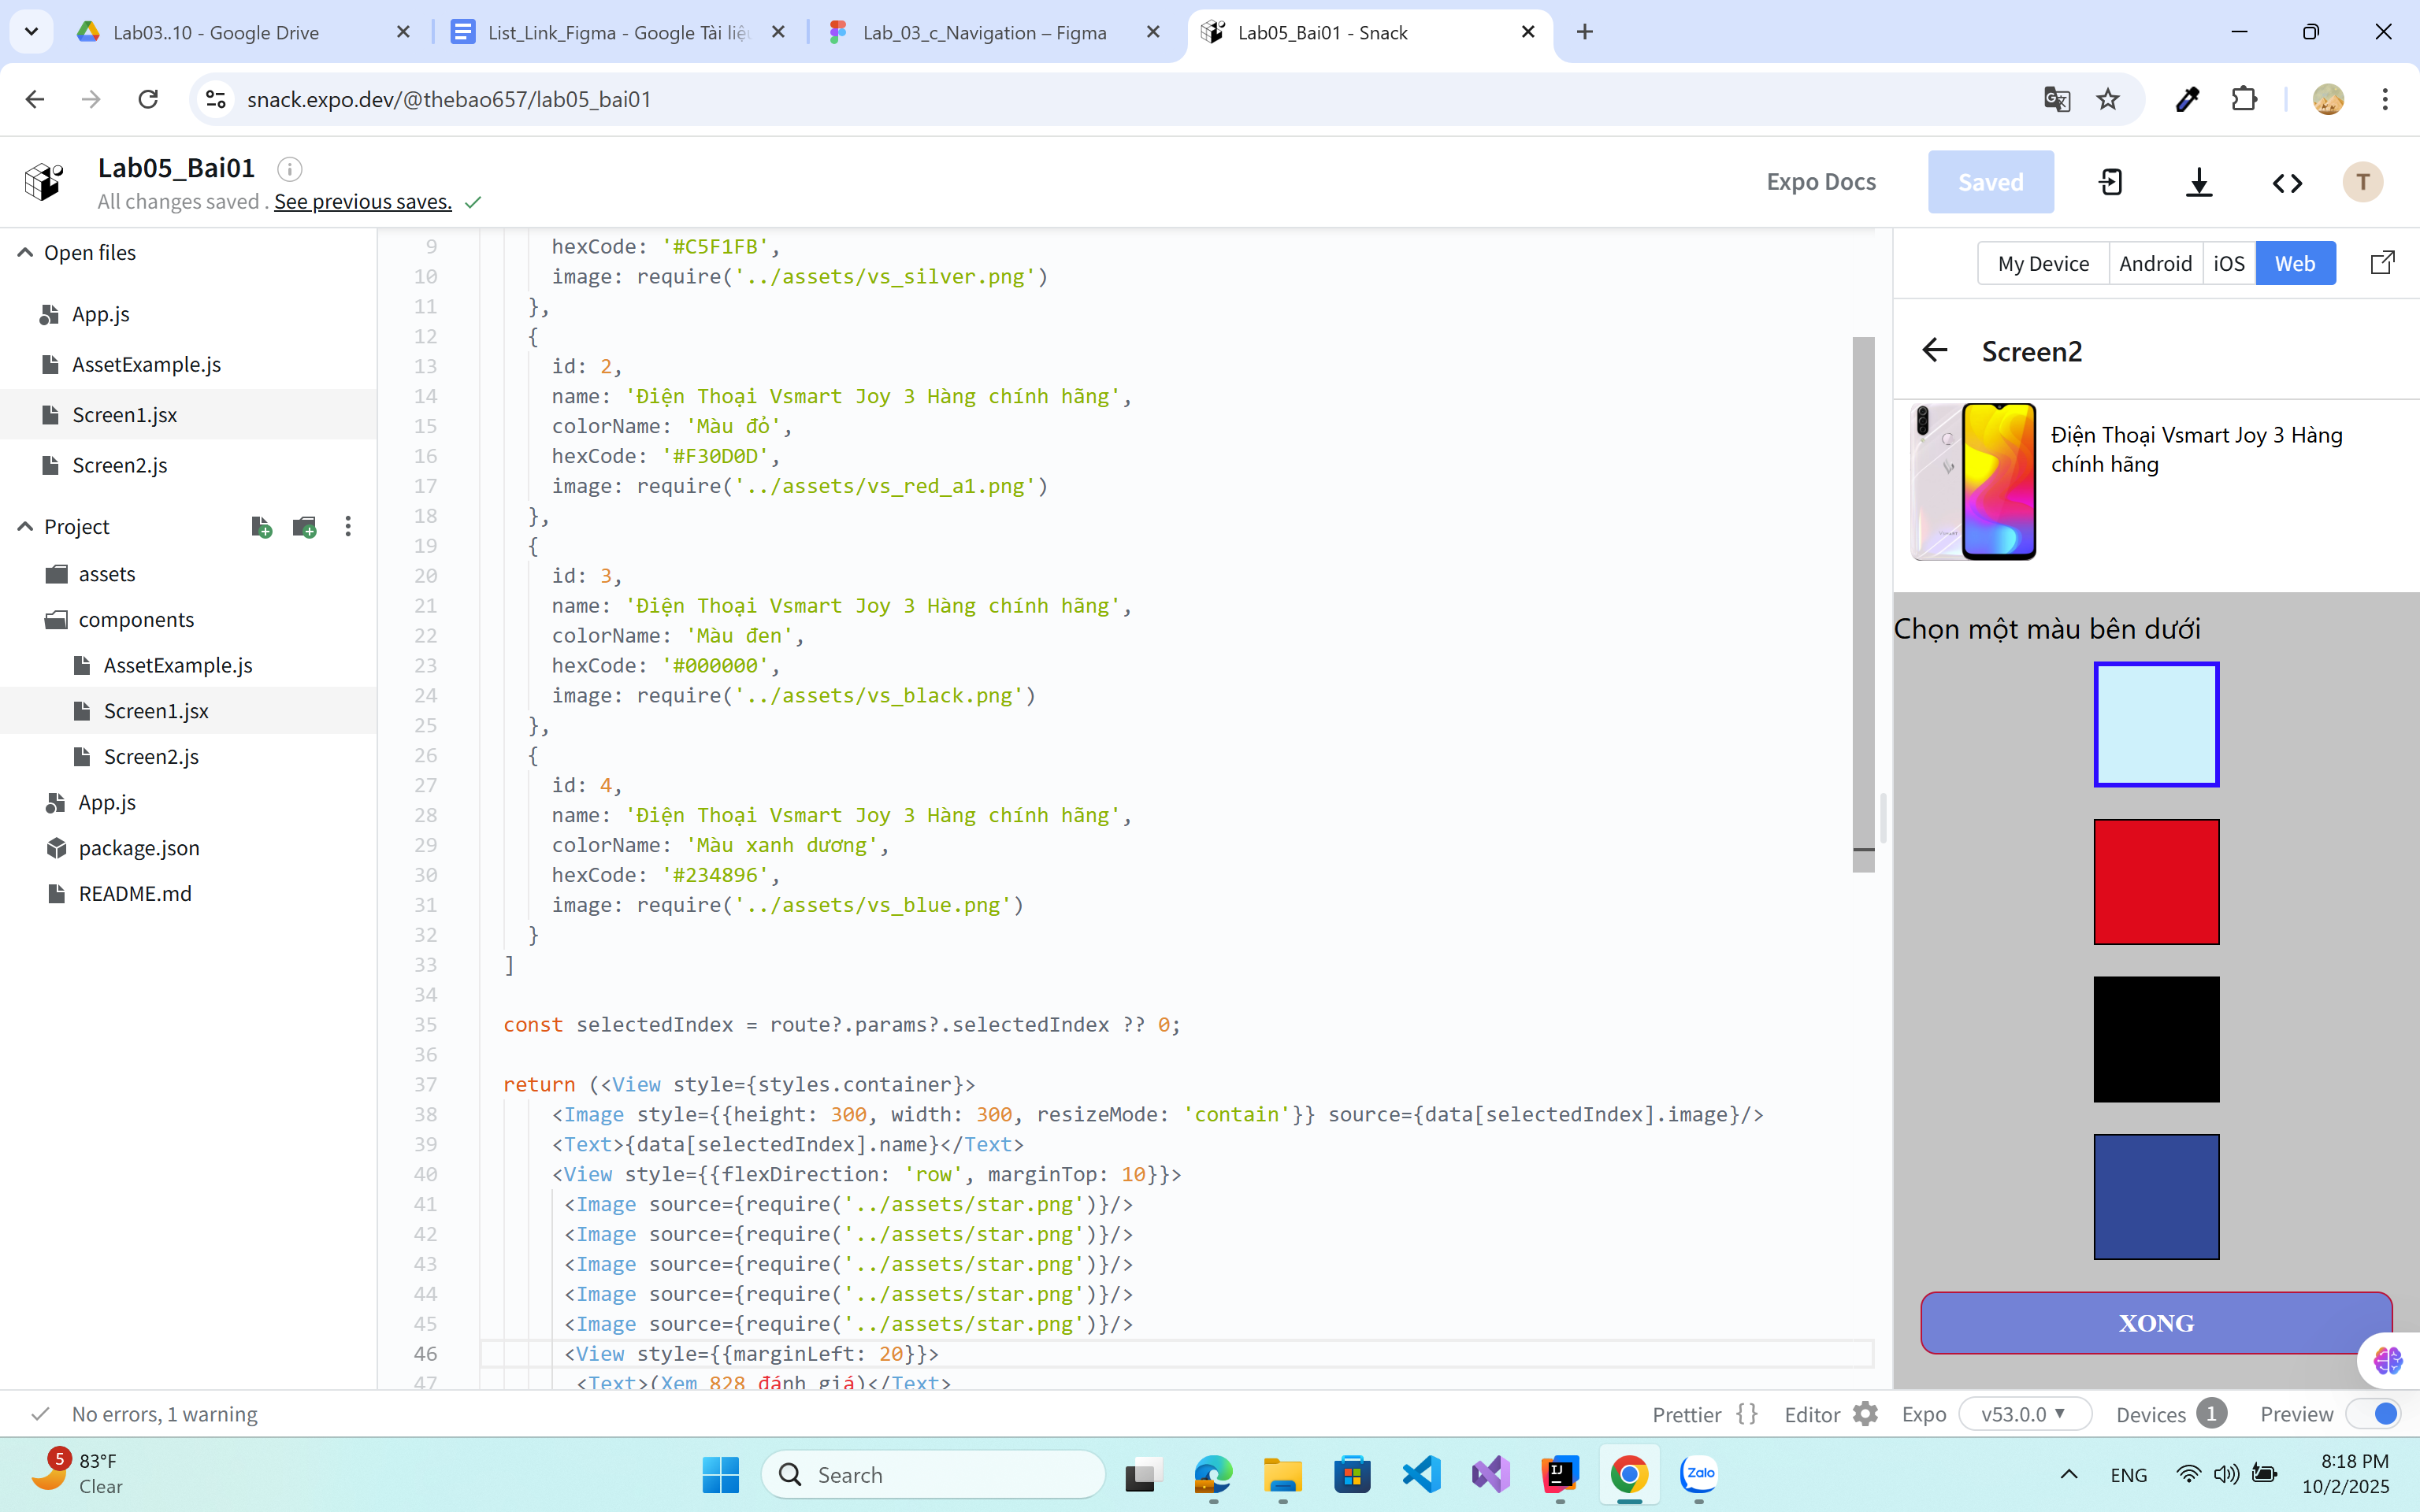 Lab03..10 - Google Drive
List_Link_Figma - Google Tài liệu
Lab_03_c_Navigation – Figma
Lab05_Bai01 - Snack
snack.expo.dev/@thebao657/lab05_bai01
Lab05_Bai01
All changes saved . See previous saves.
Expo Docs
Saved
T
Open files
App.js
AssetExample.js
Screen1.jsx
Screen2.js
Project
assets
components
AssetExample.js
Screen1.jsx
Screen2.js
App.js
package.json
README.md
9 hexCode: '#C5F1FB',
10 image: require('../assets/vs_silver.png')
11 },
12 {
13 id: 2,
14 name: 'Điện Thoại Vsmart Joy 3 Hàng chính hãng',
15 colorName: 'Màu đỏ',
16 hexCode: '#F30D0D',
17 image: require('../assets/vs_red_a1.png')
18 },
19 {
20 id: 3,
21 name: 'Điện Thoại Vsmart Joy 3 Hàng chính hãng',
22 colorName: 'Màu đen',
23 hexCode: '#000000',
24 image: require('../assets/vs_black.png')
25 },
26 {
27 id: 4,
28 name: 'Điện Thoại Vsmart Joy 3 Hàng chính hãng',
29 colorName: 'Màu xanh dương',
30 hexCode: '#234896',
31 image: require('../assets/vs_blue.png')
32 }
33 ]
34
35 const selectedIndex = route?.params?.selectedIndex ?? 0;
36
37 return (<View style={styles.container}>
38 <Image style={{height: 300, width: 300, resizeMode: 'contain'}} source={data[selectedIndex].image}/>
39 <Text>{data[selectedIndex].name}</Text>
40 <View style={{flexDirection: 'row', marginTop: 10}}>
41 <Image source={require('../assets/star.png')}/>
42 <Image source={require('../assets/star.png')}/>
43 <Image source={require('../assets/star.png')}/>
44 <Image source={require('../assets/star.png')}/>
45 <Image source={require('../assets/star.png')}/>
46 <View style={{marginLeft: 20}}>
47 <Text>(Xem 828 đánh giá)</Text>
My Device
Android
iOS
Web
Screen2
Điện Thoại Vsmart Joy 3 Hàng
chính hãng
Chọn một màu bên dưới
XONG
No errors, 1 warning
Prettier {}
Editor
Expo
v53.0.0
Devices 1
Preview
5
83°F
Clear
Search
Zalo
ENG
8:18 PM
10/2/2025